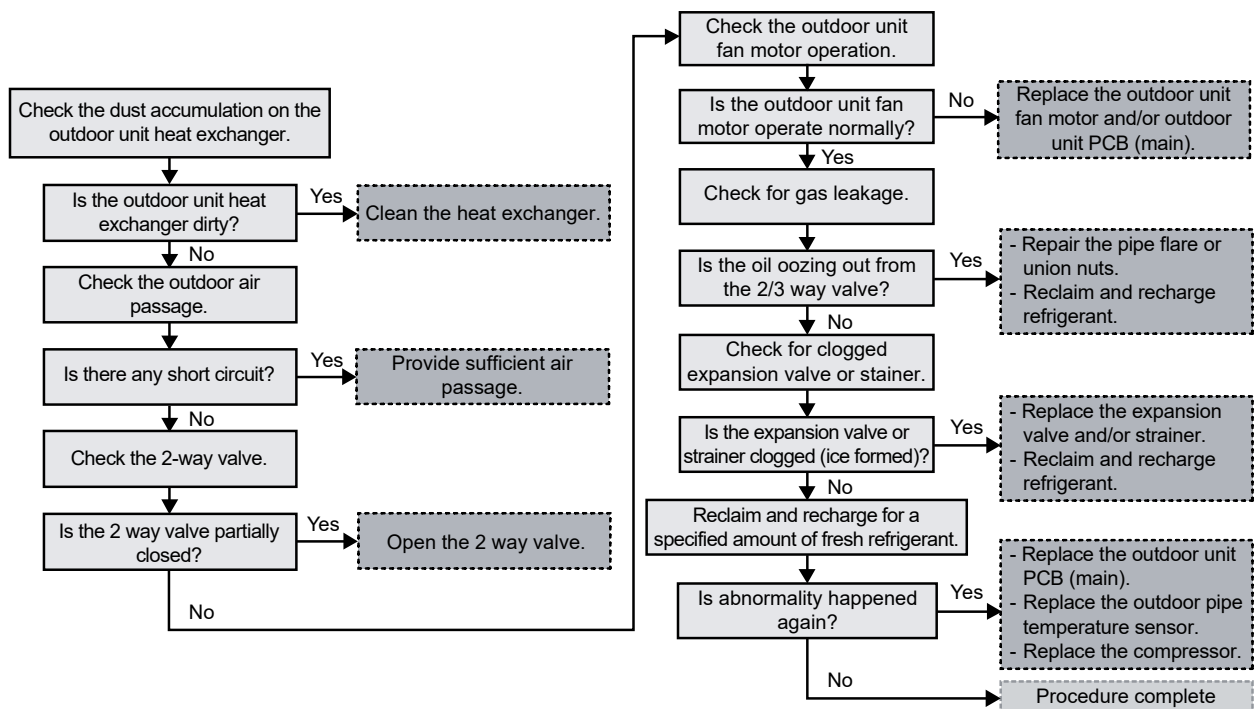 Check the dust accumulation on the
outdoor unit heat exchanger.
Is the outdoor unit heat
exchanger dirty?
Yes
Clean the heat exchanger.
No
Check the outdoor air
passage.
Is there any short circuit?
Yes
Provide sufficient air
passage.
No
Check the 2-way valve.
Is the 2 way valve partially
closed?
Yes
Open the 2 way valve.
No
Check the outdoor unit
fan motor operation.
Is the outdoor unit fan
motor operate normally?
No
Replace the outdoor unit
fan motor and/or outdoor
unit PCB (main).
Yes
Check for gas leakage.
Is the oil oozing out from
the 2/3 way valve?
Yes
- Repair the pipe flare or
union nuts.
- Reclaim and recharge
refrigerant.
No
Check for clogged
expansion valve or stainer.
Is the expansion valve or
strainer clogged (ice formed)?
Yes
- Replace the expansion
valve and/or strainer.
- Reclaim and recharge
refrigerant.
No
Reclaim and recharge for a
specified amount of fresh refrigerant.
Is abnormality happened
again?
Yes
- Replace the outdoor unit
PCB (main).
- Replace the outdoor pipe
temperature sensor.
- Replace the compressor.
No
Procedure complete